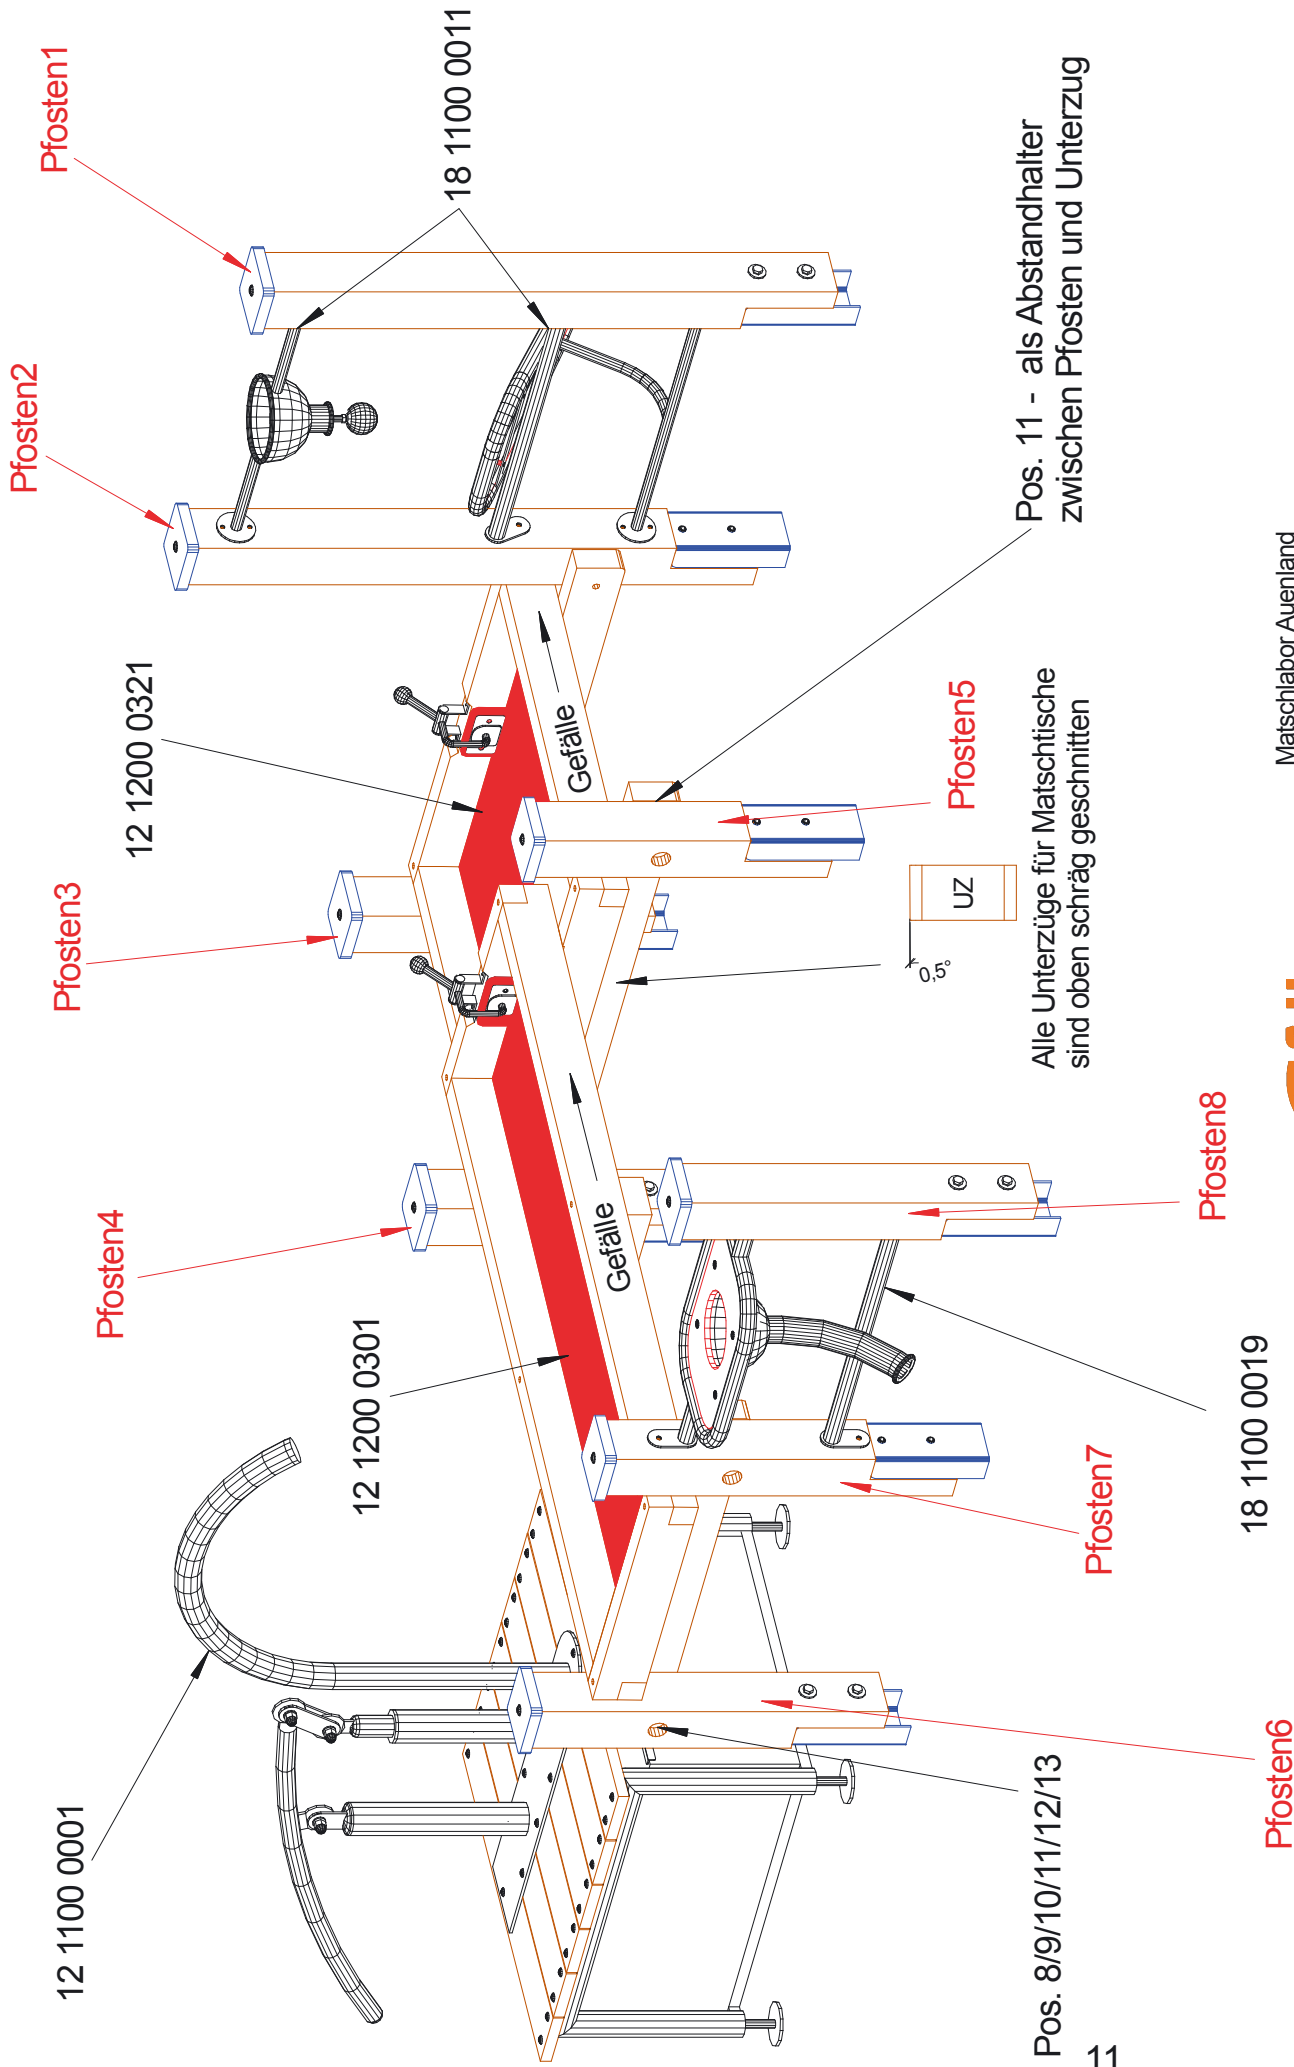 12 1100 0001
12 1200 0301
Pfosten4
Pfosten3
12 1200 0321
Pfosten2
Pfosten1
18 1100 0011
Gefälle
Gefälle
Pos. 11 - als Abstandhalter
zwischen Pfosten und Unterzug
Pfosten5
UZ
0,5°
Alle Unterzüge für Matschtische
sind oben schräg geschnitten
Pfosten8
18 1100 0019
Pfosten7
Pfosten6
Pos. 8/9/10/11/12/13
11
Matschlabor Auenland